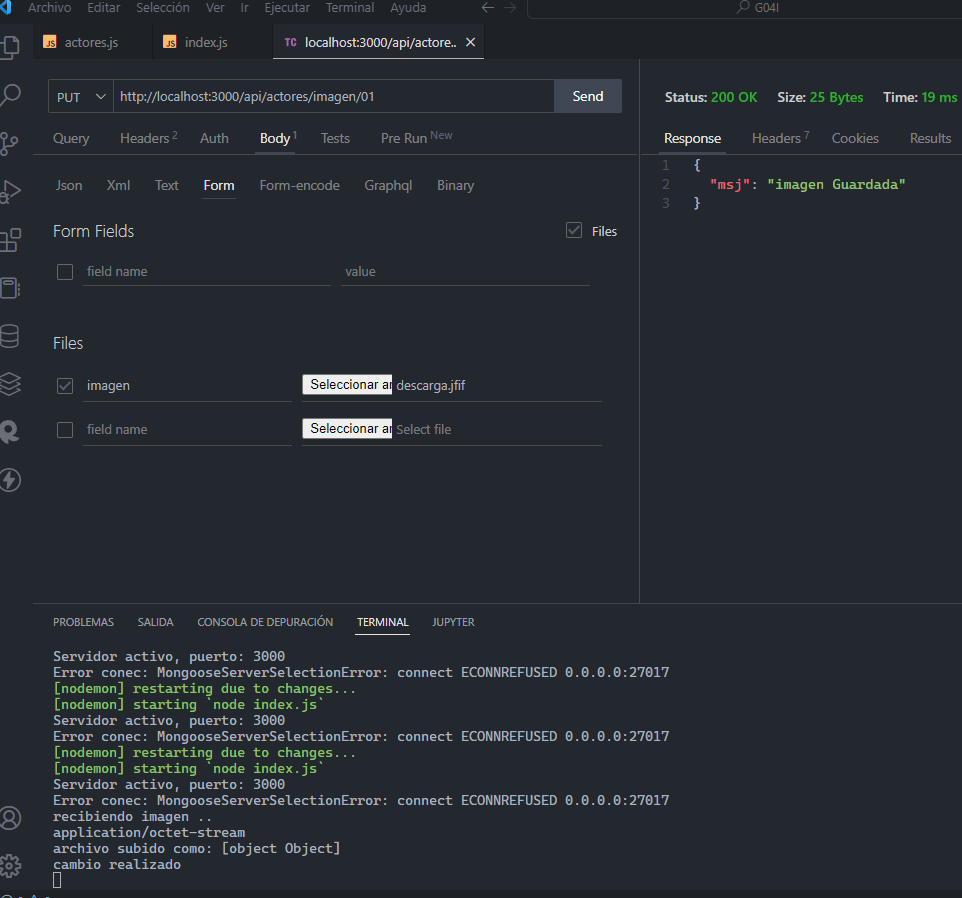 Archivo Editar Selección Ver Ir Ejecutar Terminal Ayuda G04I
JS actores.js JS index.js TC localhost:3000/api/actore..
PUT http://localhost:3000/api/actores/imagen/01 Send
Status: 200 OK Size: 25 Bytes Time: 19 ms
Query Headers 2 Auth Body 1 Tests Pre Run New
Response Headers 7 Cookies Results
Json Xml Text Form Form-encode Graphql Binary
1 {
2 "msj": "imagen Guardada"
3 }
Form Fields Files
field name value
Files
imagen Seleccionar ar descarga.jfif
field name Seleccionar ar Select file
PROBLEMAS SALIDA CONSOLA DE DEPURACIÓN TERMINAL JUPYTER
Servidor activo, puerto: 3000
Error conec: MongooseServerSelectionError: connect ECONNREFUSED 0.0.0.0:27017
[nodemon] restarting due to changes...
[nodemon] starting `node index.js`
Servidor activo, puerto: 3000
Error conec: MongooseServerSelectionError: connect ECONNREFUSED 0.0.0.0:27017
[nodemon] restarting due to changes...
[nodemon] starting `node index.js`
Servidor activo, puerto: 3000
Error conec: MongooseServerSelectionError: connect ECONNREFUSED 0.0.0.0:27017
recibiendo imagen ..
application/octet-stream
archivo subido como: [object Object]
cambio realizado